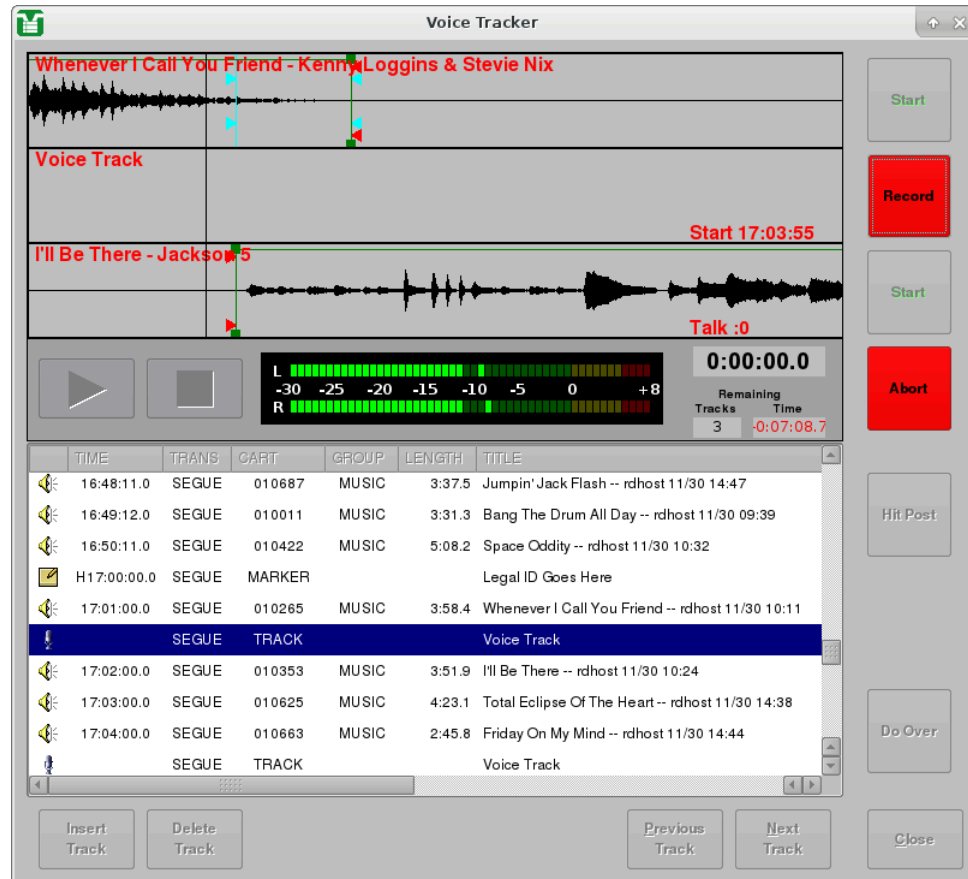 Voice Tracker
Whenever I Call You Friend - Kenny Loggins & Stevie Nix
Start
Voice Track
Record
Start 17:03:55
I'll Be There - Jackson 5
Start
Talk :0
L
-30 -25 -20 -15 -10 -5 0 +8
R
0:00:00.0
Remaining
Tracks Time
3 -0:07:08.7
Abort
TIME TRANS CART GROUP LENGTH TITLE
16:48:11.0 SEGUE 010687 MUSIC 3:37.5 Jumpin' Jack Flash -- rdhost 11/30 14:47
16:49:12.0 SEGUE 010011 MUSIC 3:31.3 Bang The Drum All Day -- rdhost 11/30 09:39
Hit Post
16:50:11.0 SEGUE 010422 MUSIC 5:08.2 Space Oddity -- rdhost 11/30 10:32
H17:00:00.0 SEGUE MARKER Legal ID Goes Here
17:01:00.0 SEGUE 010265 MUSIC 3:58.4 Whenever I Call You Friend -- rdhost 11/30 10:11
SEGUE TRACK Voice Track
17:02:00.0 SEGUE 010353 MUSIC 3:51.9 I'll Be There -- rdhost 11/30 10:24
17:03:00.0 SEGUE 010625 MUSIC 4:23.1 Total Eclipse Of The Heart -- rdhost 11/30 14:38
17:04:00.0 SEGUE 010663 MUSIC 2:45.8 Friday On My Mind -- rdhost 11/30 14:44
Do Over
SEGUE TRACK Voice Track
Insert
Track
Delete
Track
Previous
Track
Next
Track
Close